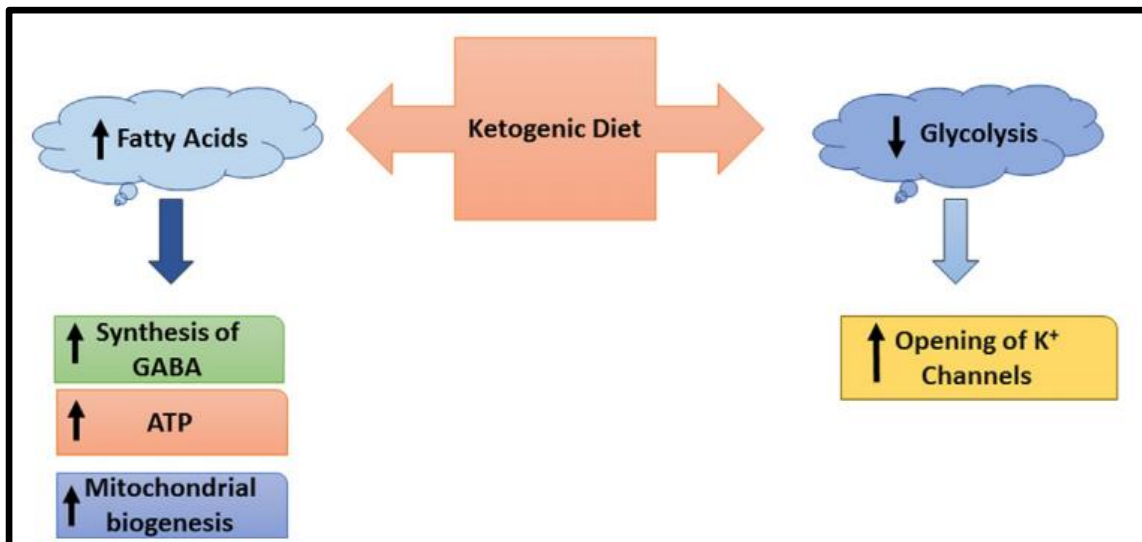 Fatty Acids
Ketogenic Diet
Glycolysis
Synthesis of
GABA
ATP
Mitochondrial
biogenesis
Opening of K⁺
Channels